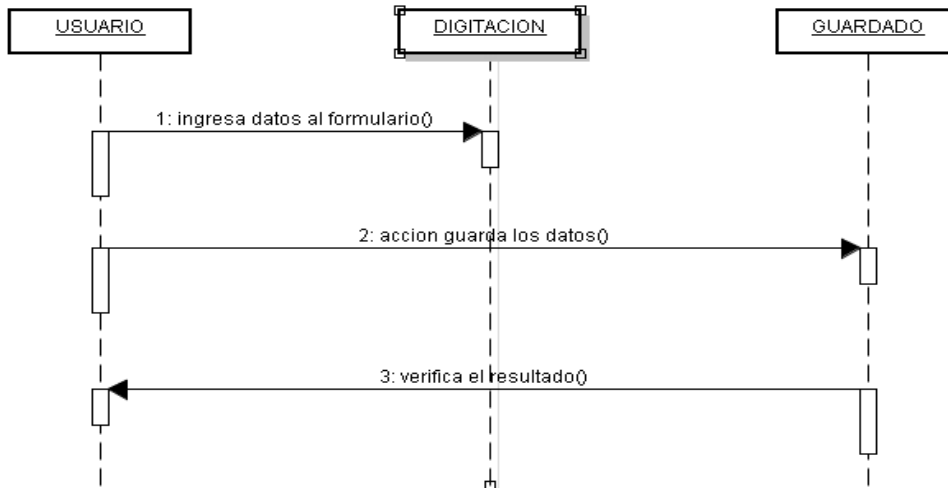 USUARIO
DIGITACION
GUARDADO
1: ingresa datos al formulario()
2: accion guarda los datos()
3: verifica el resultado()